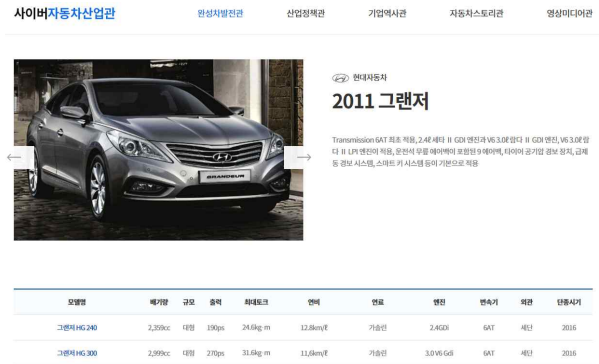 사이버자동차산업관
완성차발전관 산업정책관 기업역사관 자동차스토리관 영상미디어관
현대자동차
2011 그랜저
Transmission 6AT 최초 적용, 2.4ℓ 세타 II GDI 엔진과 V6 3.0ℓ 람다 II GDI 엔진, V6 3.0ℓ 람
다 II LPI 엔진이 적용, 운전석 무릎 에어백이 포함된 9 에어백, 타이어 공기압 경보 장치, 급제
동 경보 시스템, 스마트 키 시스템 등이 기본으로 적용
GRANDEUR
모델명 배기량 규모 출력 최대토크 연비 연료 엔진 변속기 외관 단종시기
그랜저 HG 240 2,359cc 대형 190ps 24.6kg·m 12.8km/ℓ 가솔린 2.4GDi 6AT 세단 2016
그랜저 HG 300 2,999cc 대형 270ps 31.6kg·m 11,6km/ℓ 가솔린 3.0 V6 Gdi 6AT 세단 2016